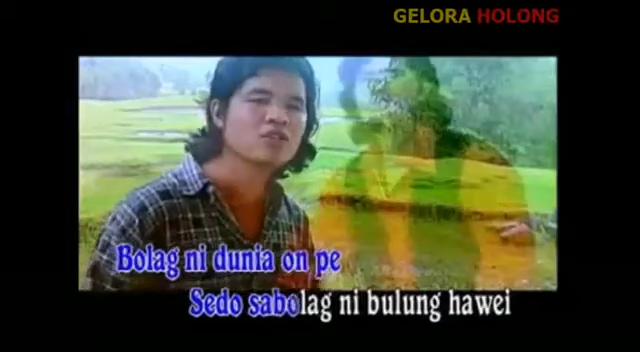 GELORA HOLONG
Bolag ni dunia on pe
Sedo sabolag ni bulung hawei